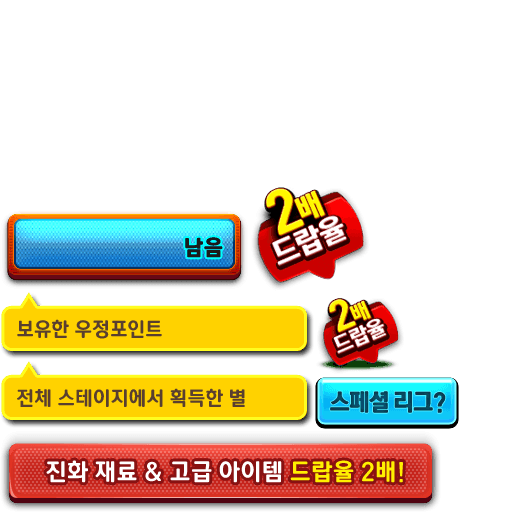 2배
드랍율
남음
보유한 우정포인트
2배
드랍율
전체 스테이지에서 획득한 별
스페셜 리그?
진화 재료 & 고급 아이템 드랍율 2배!